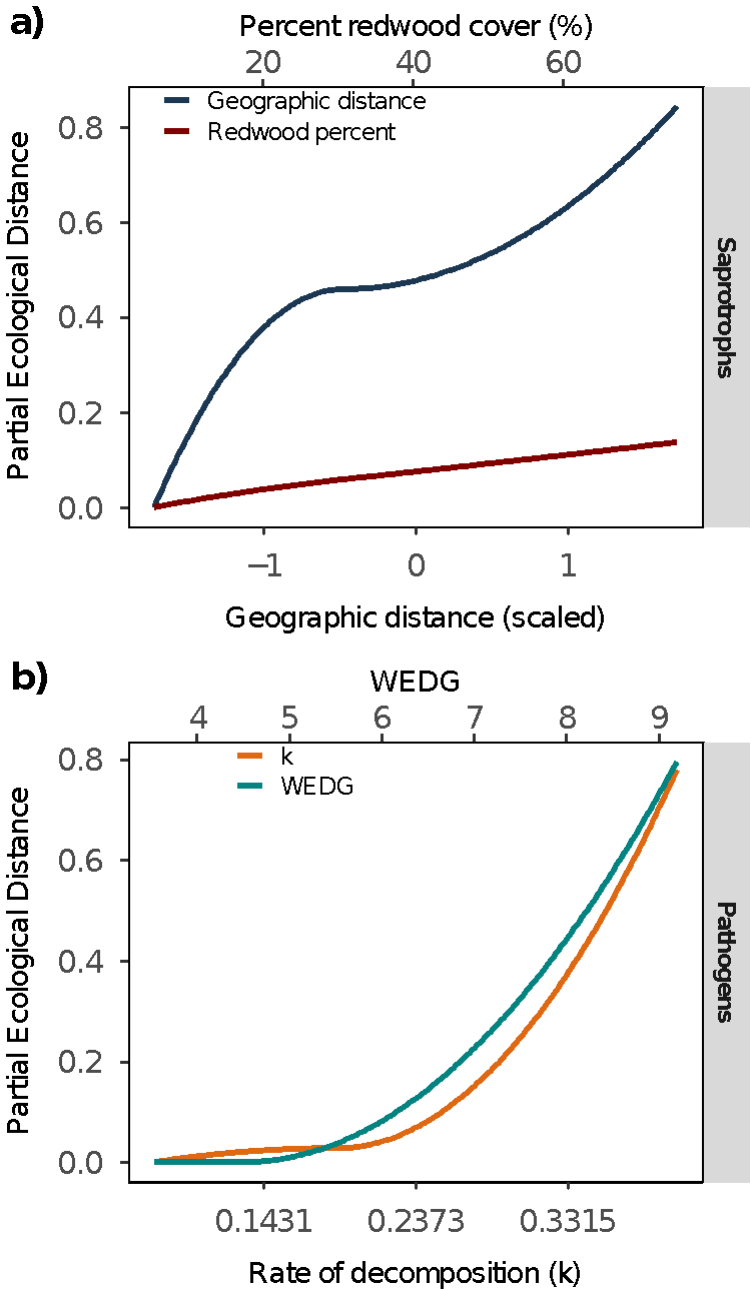 a)
Percent redwood cover (%)
20 40 60
Geographic distance
Redwood percent
Partial Ecological Distance
0.8
0.6
0.4
0.2
0.0
Saprotrophs
−1 0 1
Geographic distance (scaled)
b)
WEDG
4 5 6 7 8 9
k
WEDG
Partial Ecological Distance
0.8
0.6
0.4
0.2
0.0
Pathogens
0.1431 0.2373 0.3315
Rate of decomposition (k)